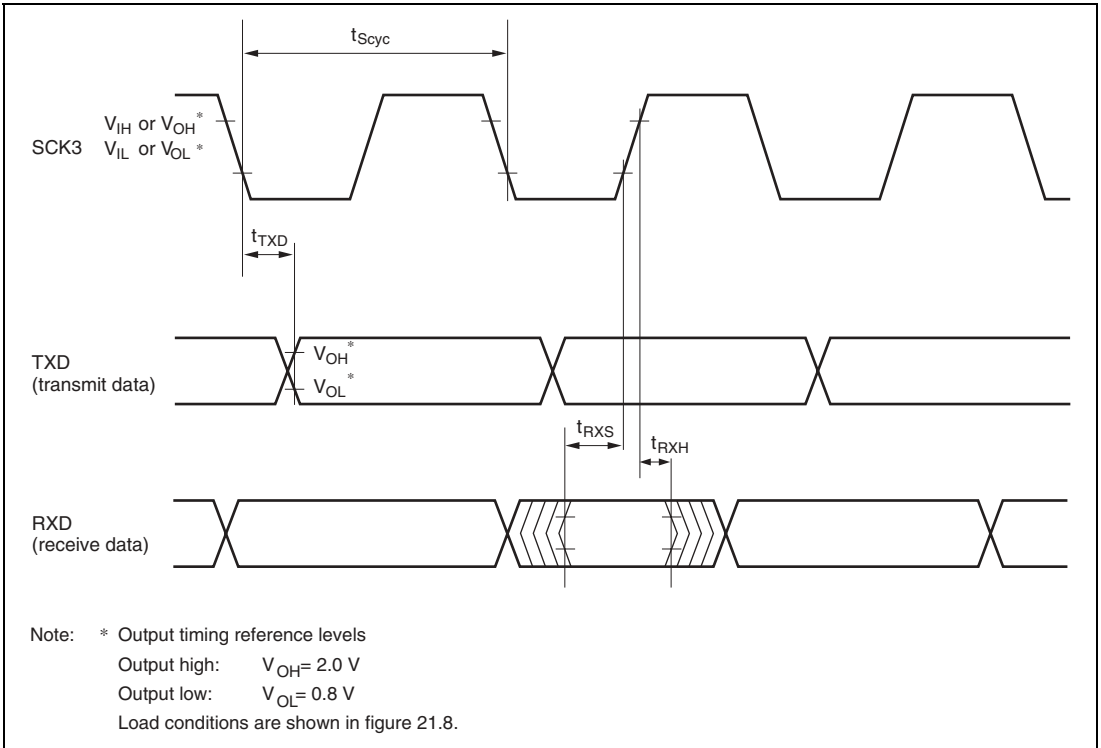 tScyc
VIH or VOH*
SCK3 VIL or VOL *
tTXD
TXD
(transmit data)
VOH*
VOL*
tRXS
tRXH
RXD
(receive data)
Note: * Output timing reference levels
Output high: VOH= 2.0 V
Output low: VOL= 0.8 V
Load conditions are shown in figure 21.8.